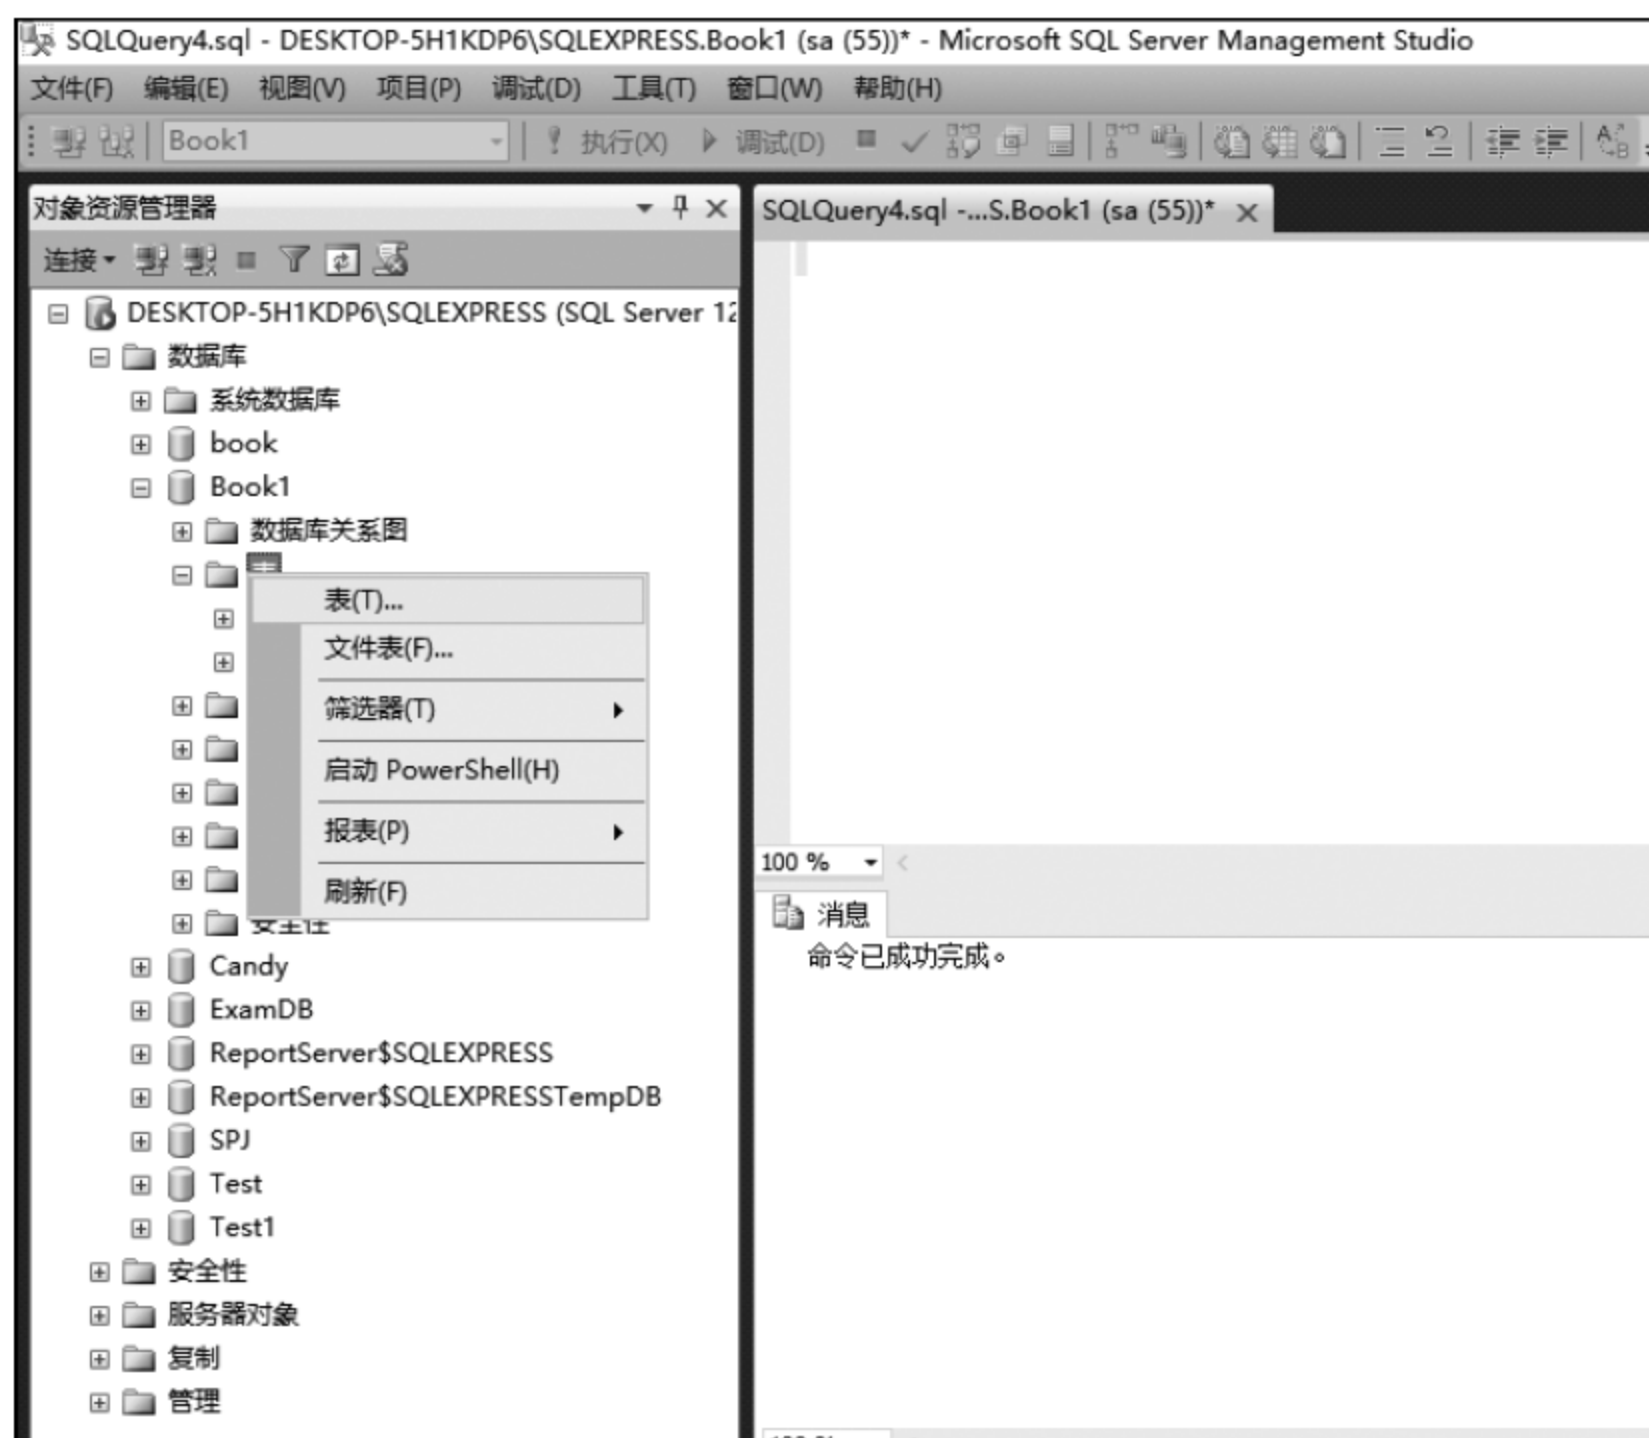 SQLQuery4.sql - DESKTOP-5H1KDP6\SQLEXPRESS.Book1 (sa (55))* - Microsoft SQL Server Management Studio
文件(F) 编辑(E) 视图(V) 项目(P) 调试(D) 工具(T) 窗口(W) 帮助(H)
Book1 执行(X) 调试(D)
对象资源管理器
SQLQuery4.sql -...S.Book1 (sa (55))*
连接
DESKTOP-5H1KDP6\SQLEXPRESS (SQL Server 12
数据库
系统数据库
book
Book1
数据库关系图
表(T)...
文件表(F)...
筛选器(T)
启动 PowerShell(H)
报表(P)
刷新(F)
安全性
Candy
ExamDB
ReportServer$SQLEXPRESS
ReportServer$SQLEXPRESSTempDB
SPJ
Test
Test1
安全性
服务器对象
复制
管理
100 %
消息
命令已成功完成。